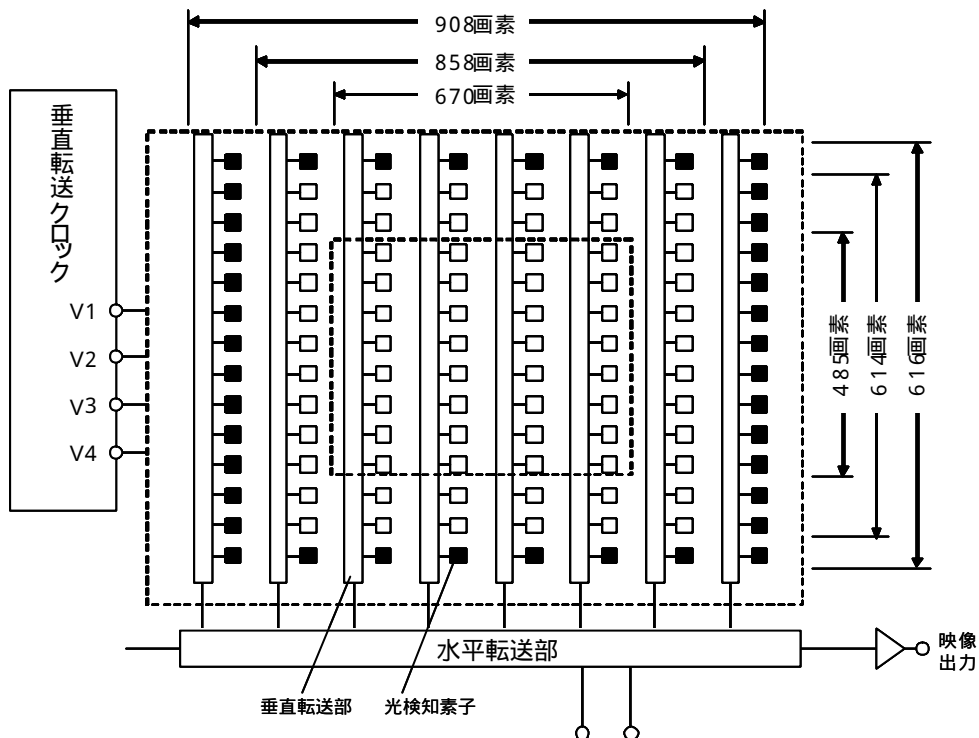 908画素
858画素
670画素
垂直転送クロック
V1
V2
V3
V4
485画素
614画素
616画素
水平転送部
映像
出力
垂直転送部
光検知素子